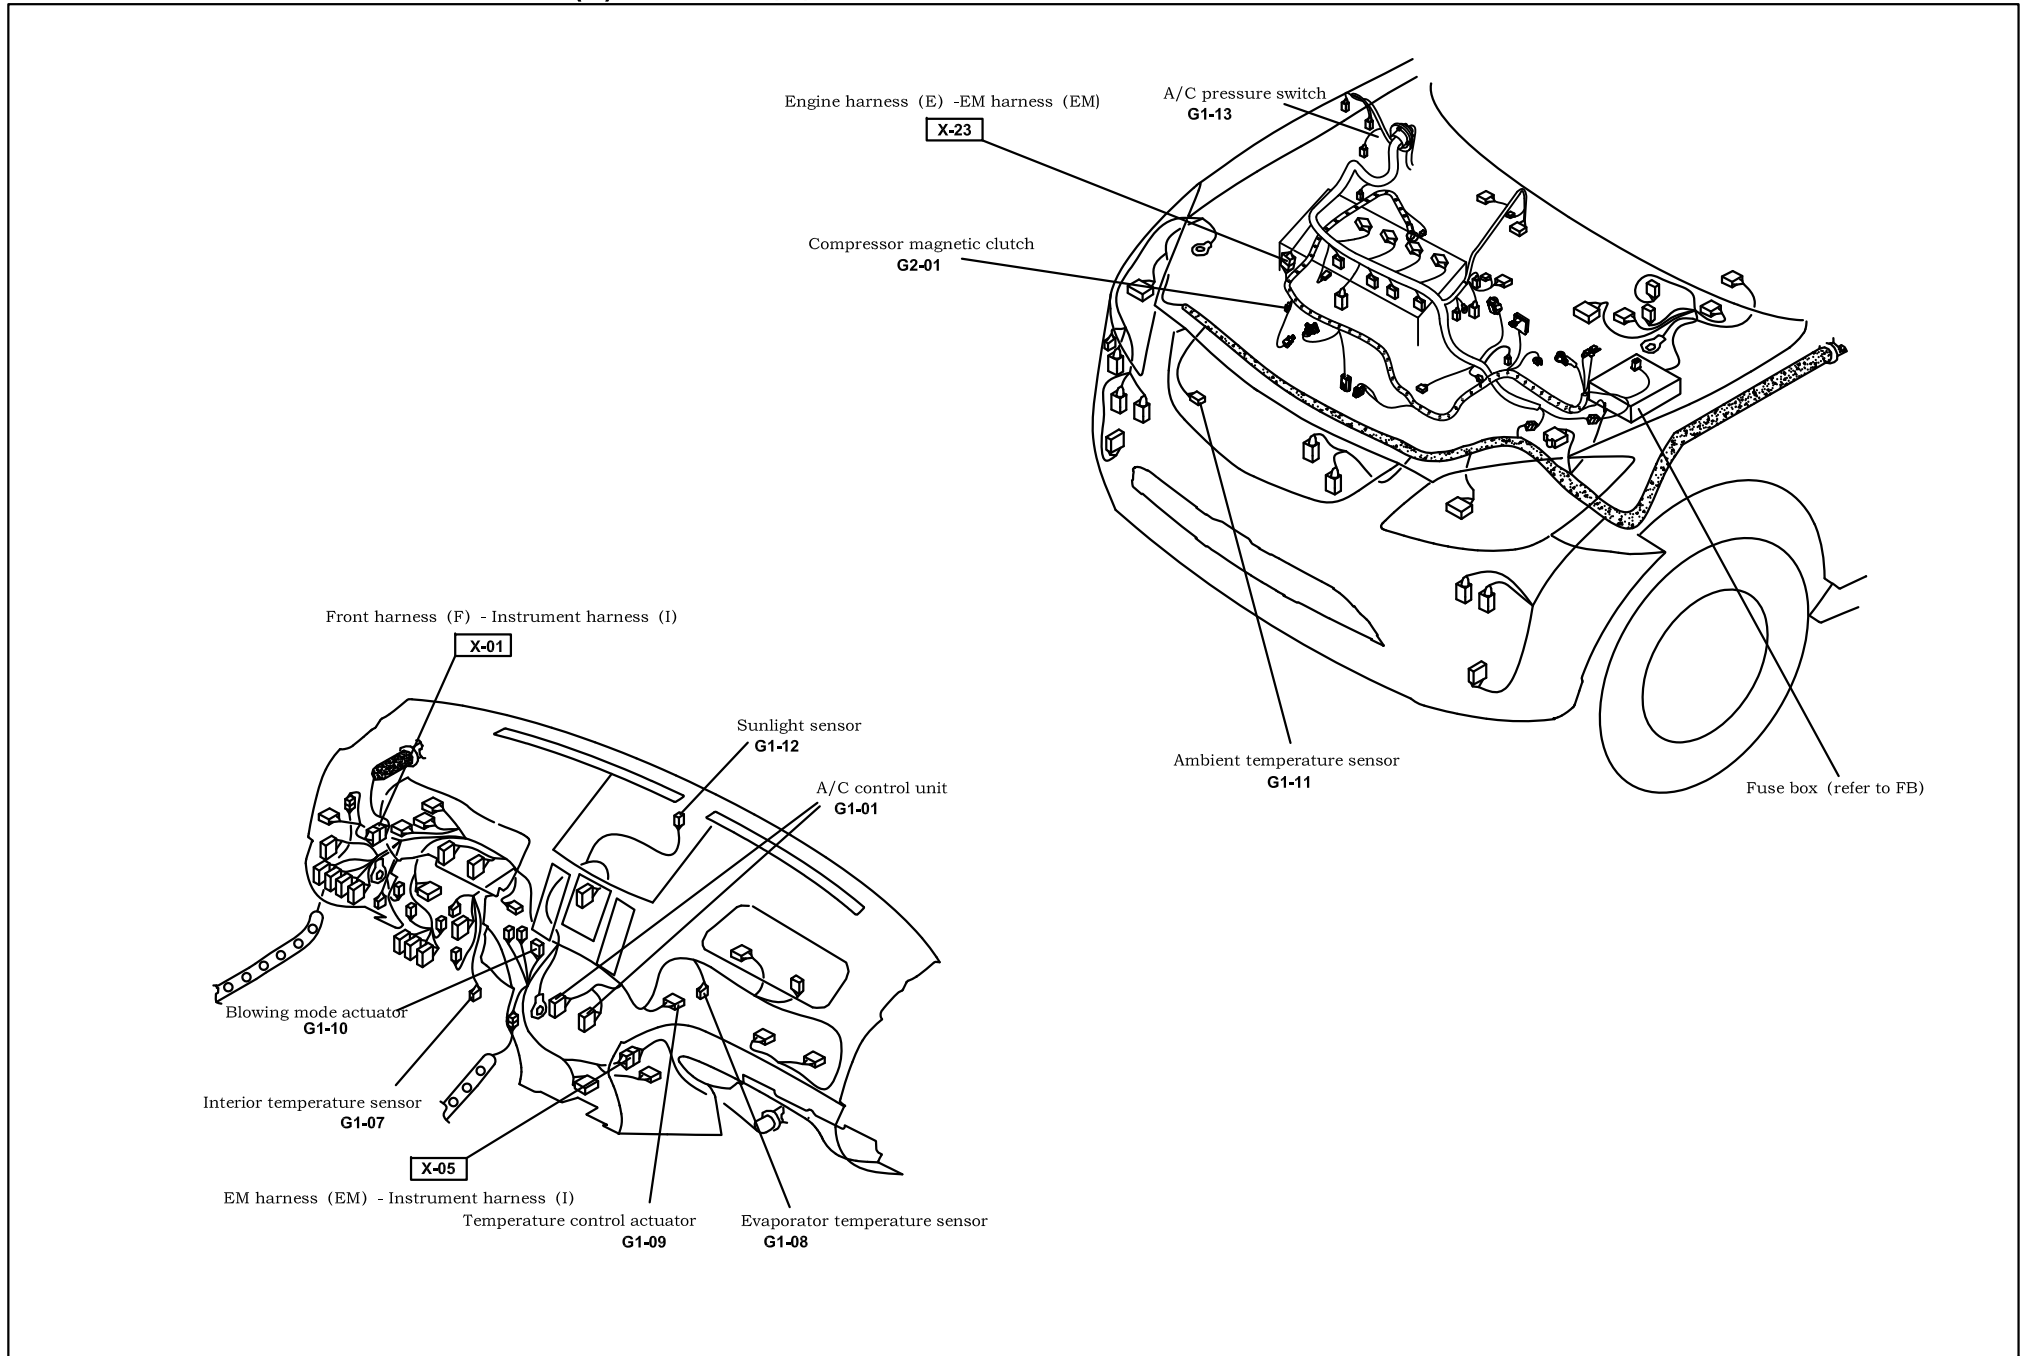 Engine harness (E) -EM harness (EM)
X-23
A/C pressure switch
G1-13
Compressor magnetic clutch
G2-01
Ambient temperature sensor
G1-11
Fuse box (refer to FB)
Front harness (F) - Instrument harness (I)
X-01
Sunlight sensor
G1-12
A/C control unit
G1-01
Blowing mode actuator
G1-10
Interior temperature sensor
G1-07
X-05
EM harness (EM) - Instrument harness (I)
Temperature control actuator
G1-09
Evaporator temperature sensor
G1-08